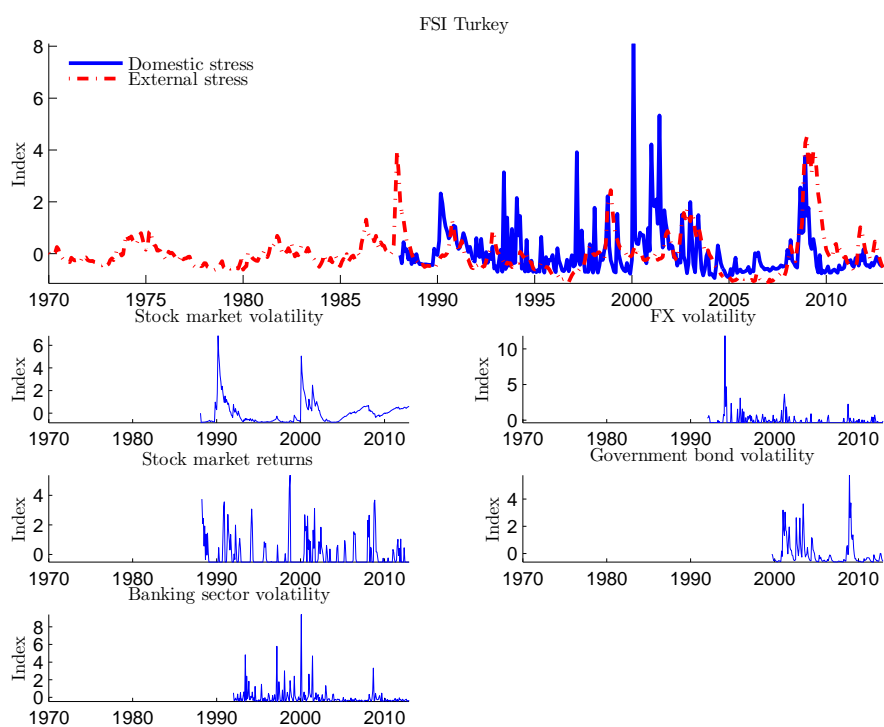 FSI Turkey
8
6
4
2
0
Index
Domestic stress
External stress
1970 1975 1980 1985 1990 1995 2000 2005 2010
Stock market volatility
6
4
2
0
Index
1970 1980 1990 2000 2010
FX volatility
10
5
0
Index
1970 1980 1990 2000 2010
Stock market returns
4
2
0
Index
1970 1980 1990 2000 2010
Government bond volatility
4
2
0
Index
1970 1980 1990 2000 2010
Banking sector volatility
8
6
4
2
0
Index
1970 1980 1990 2000 2010